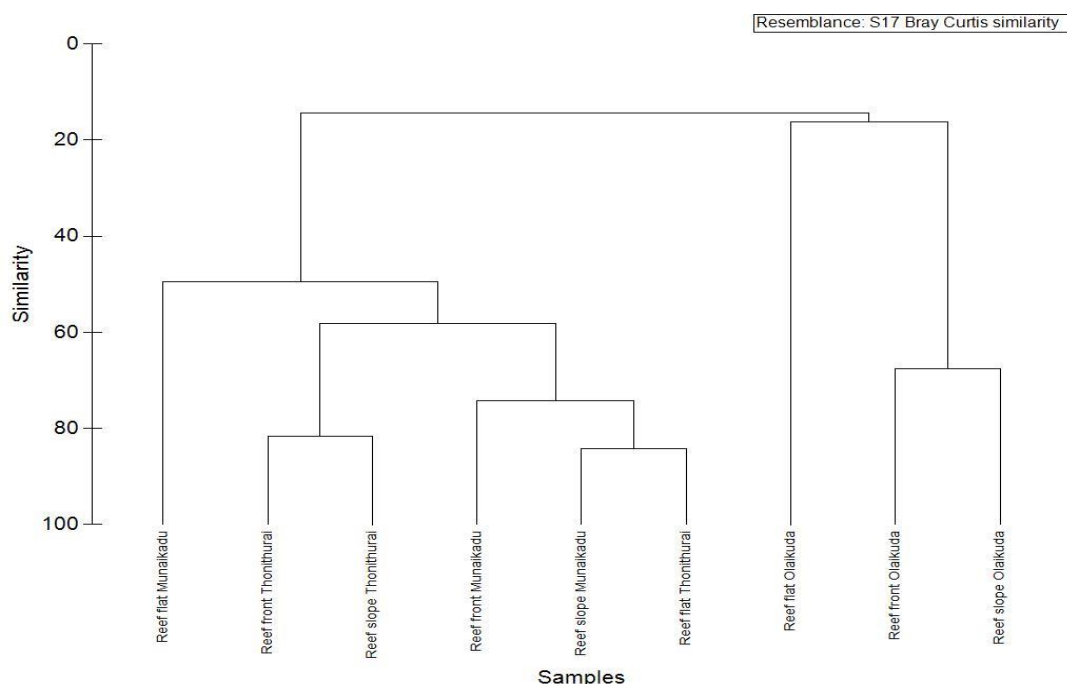 Resemblance: S17 Bray Curtis similarity
0
20
40
60
80
100
Similarity
Reef flat Munaikadu
Reef front Thonithurai
Reef slope Thonithurai
Reef front Munaikadu
Reef slope Munaikadu
Reef flat Thonithurai
Reef flat Olaikuda
Reef front Olaikuda
Reef slope Olaikuda
Samples